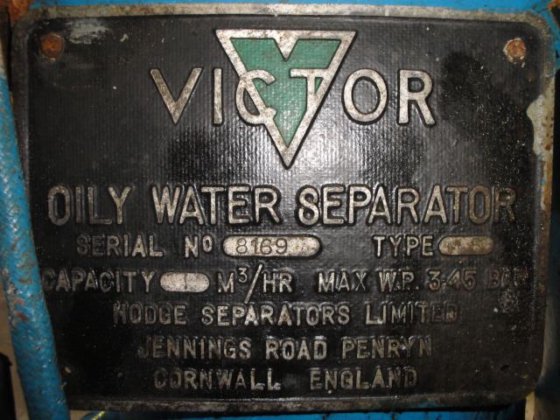 VICTOR
OILY WATER SEPARATOR
SERIAL Nº 8169 TYPE
CAPACITY M³/HR MAX W.P. 3·45 BAR
HODGE SEPARATORS LIMITED
JENNINGS ROAD PENRYN
CORNWALL ENGLAND